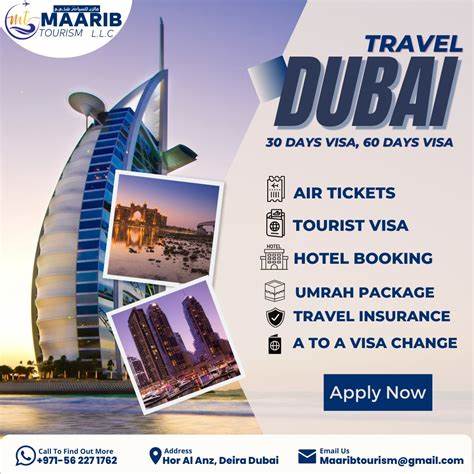 MAARIB
TOURISM L.L.C
TRAVEL
DUBAI
30 DAYS VISA, 60 DAYS VISA
AIR TICKETS
TOURIST VISA
HOTEL
HOTEL BOOKING
UMRAH PACKAGE
TRAVEL INSURANCE
A TO A VISA CHANGE
Apply Now
Call To Find Out More
+971-56 227 1762
Address
Hor Al Anz, Deira Dubai
Email Us
Maaribtourism@gmail.com